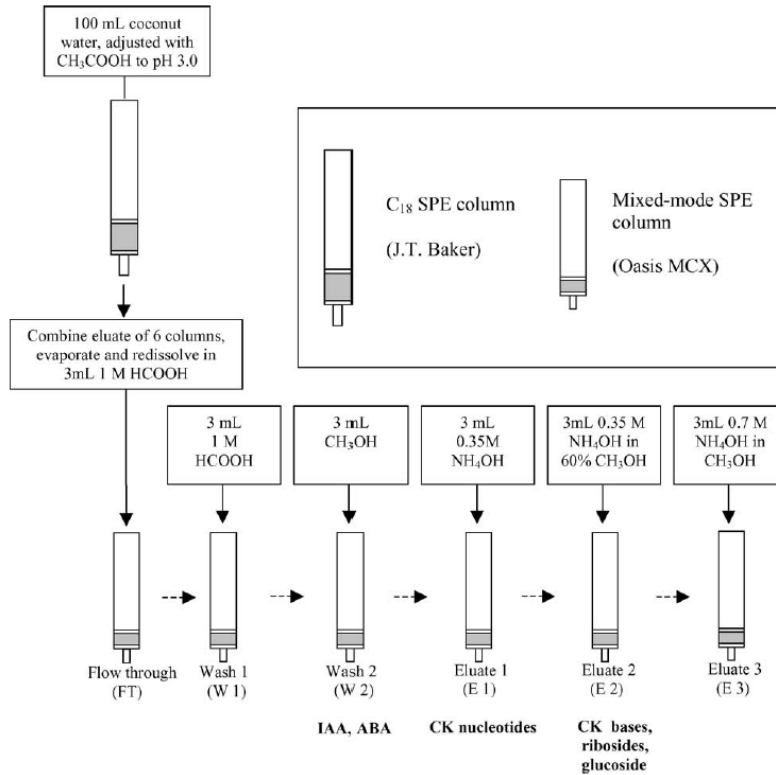 100 mL coconut
water, adjusted with
CH₃COOH to pH 3.0
C₁₈ SPE column
(J.T. Baker)
Mixed-mode SPE
column
(Oasis MCX)
Combine eluate of 6 columns,
evaporate and redissolve in
3mL 1 M HCOOH
3 mL
1 M
HCOOH
3 mL
CH₃OH
3 mL
0.35M
NH₄OH
3mL 0.35 M
NH₄OH in
60% CH₃OH
3mL 0.7 M
NH₄OH in
CH₃OH
Flow through
(FT)
Wash 1
(W 1)
Wash 2
(W 2)
Eluate 1
(E 1)
Eluate 2
(E 2)
Eluate 3
(E 3)
IAA, ABA
CK nucleotides
CK bases,
ribosides,
glucoside